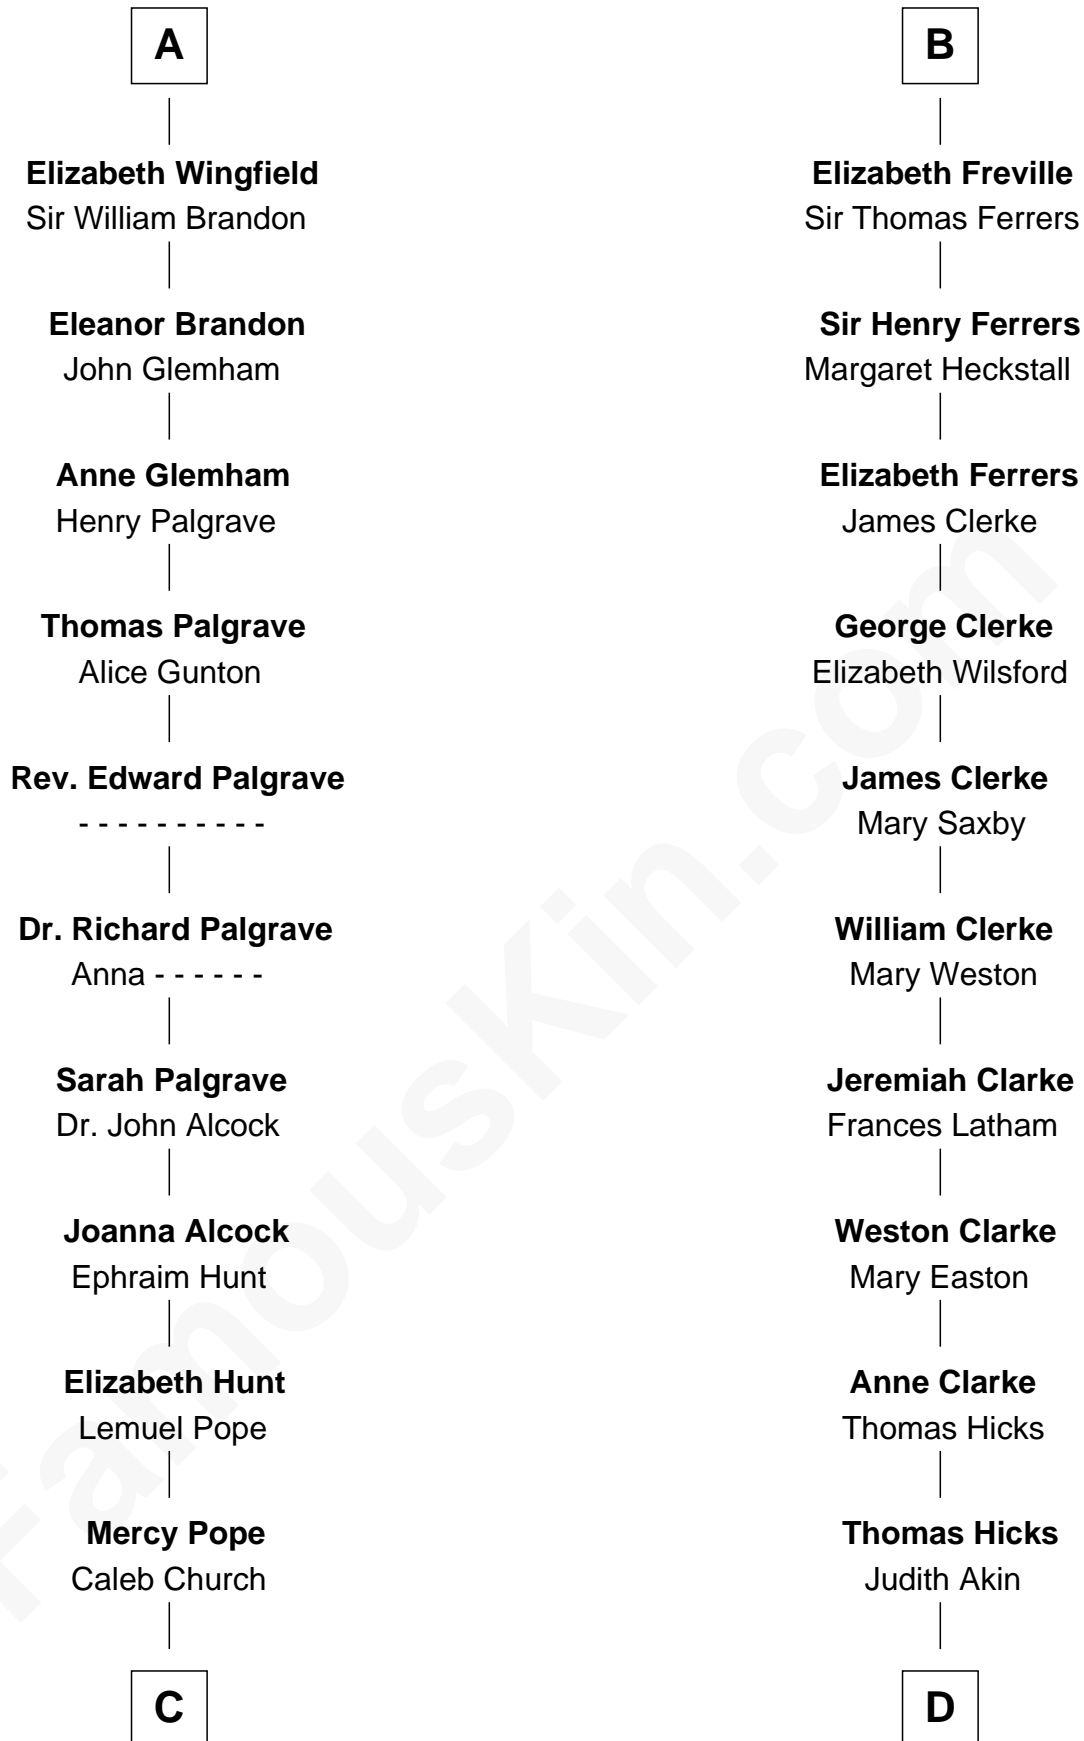 A
Elizabeth Wingfield
Sir William Brandon
Eleanor Brandon
John Glemham
Anne Glemham
Henry Palgrave
Thomas Palgrave
Alice Gunton
Rev. Edward Palgrave
- - - - - - - - - -
Dr. Richard Palgrave
Anna - - - - - -
Sarah Palgrave
Dr. John Alcock
Joanna Alcock
Ephraim Hunt
Elizabeth Hunt
Lemuel Pope
Mercy Pope
Caleb Church
C
B
Elizabeth Freville
Sir Thomas Ferrers
Sir Henry Ferrers
Margaret Heckstall
Elizabeth Ferrers
James Clerke
George Clerke
Elizabeth Wilsford
James Clerke
Mary Saxby
William Clerke
Mary Weston
Jeremiah Clarke
Frances Latham
Weston Clarke
Mary Easton
Anne Clarke
Thomas Hicks
Thomas Hicks
Judith Akin
D
FamousKin.com